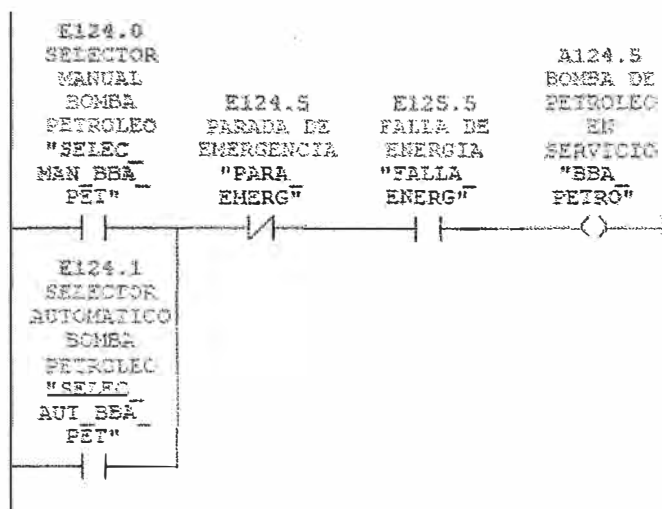 E124.0
SELECTOR
MANUAL
BOMBA
PETROLEO
"SELEC_
MAN_BBA_
PET"
E124.5
PARADA DE
EMERGENCIA
"PARA_
EMERG"
E125.5
FALLA DE
ENERGIA
"FALLA_
ENERG"
A124.5
BOMBA DE
PETROLEO
EN
SERVICIO
"BBA_
PETRO"
E124.1
SELECTOR
AUTOMATICO
BOMBA
PETROLEO
"SELEC_
AUT_BBA_
PET"